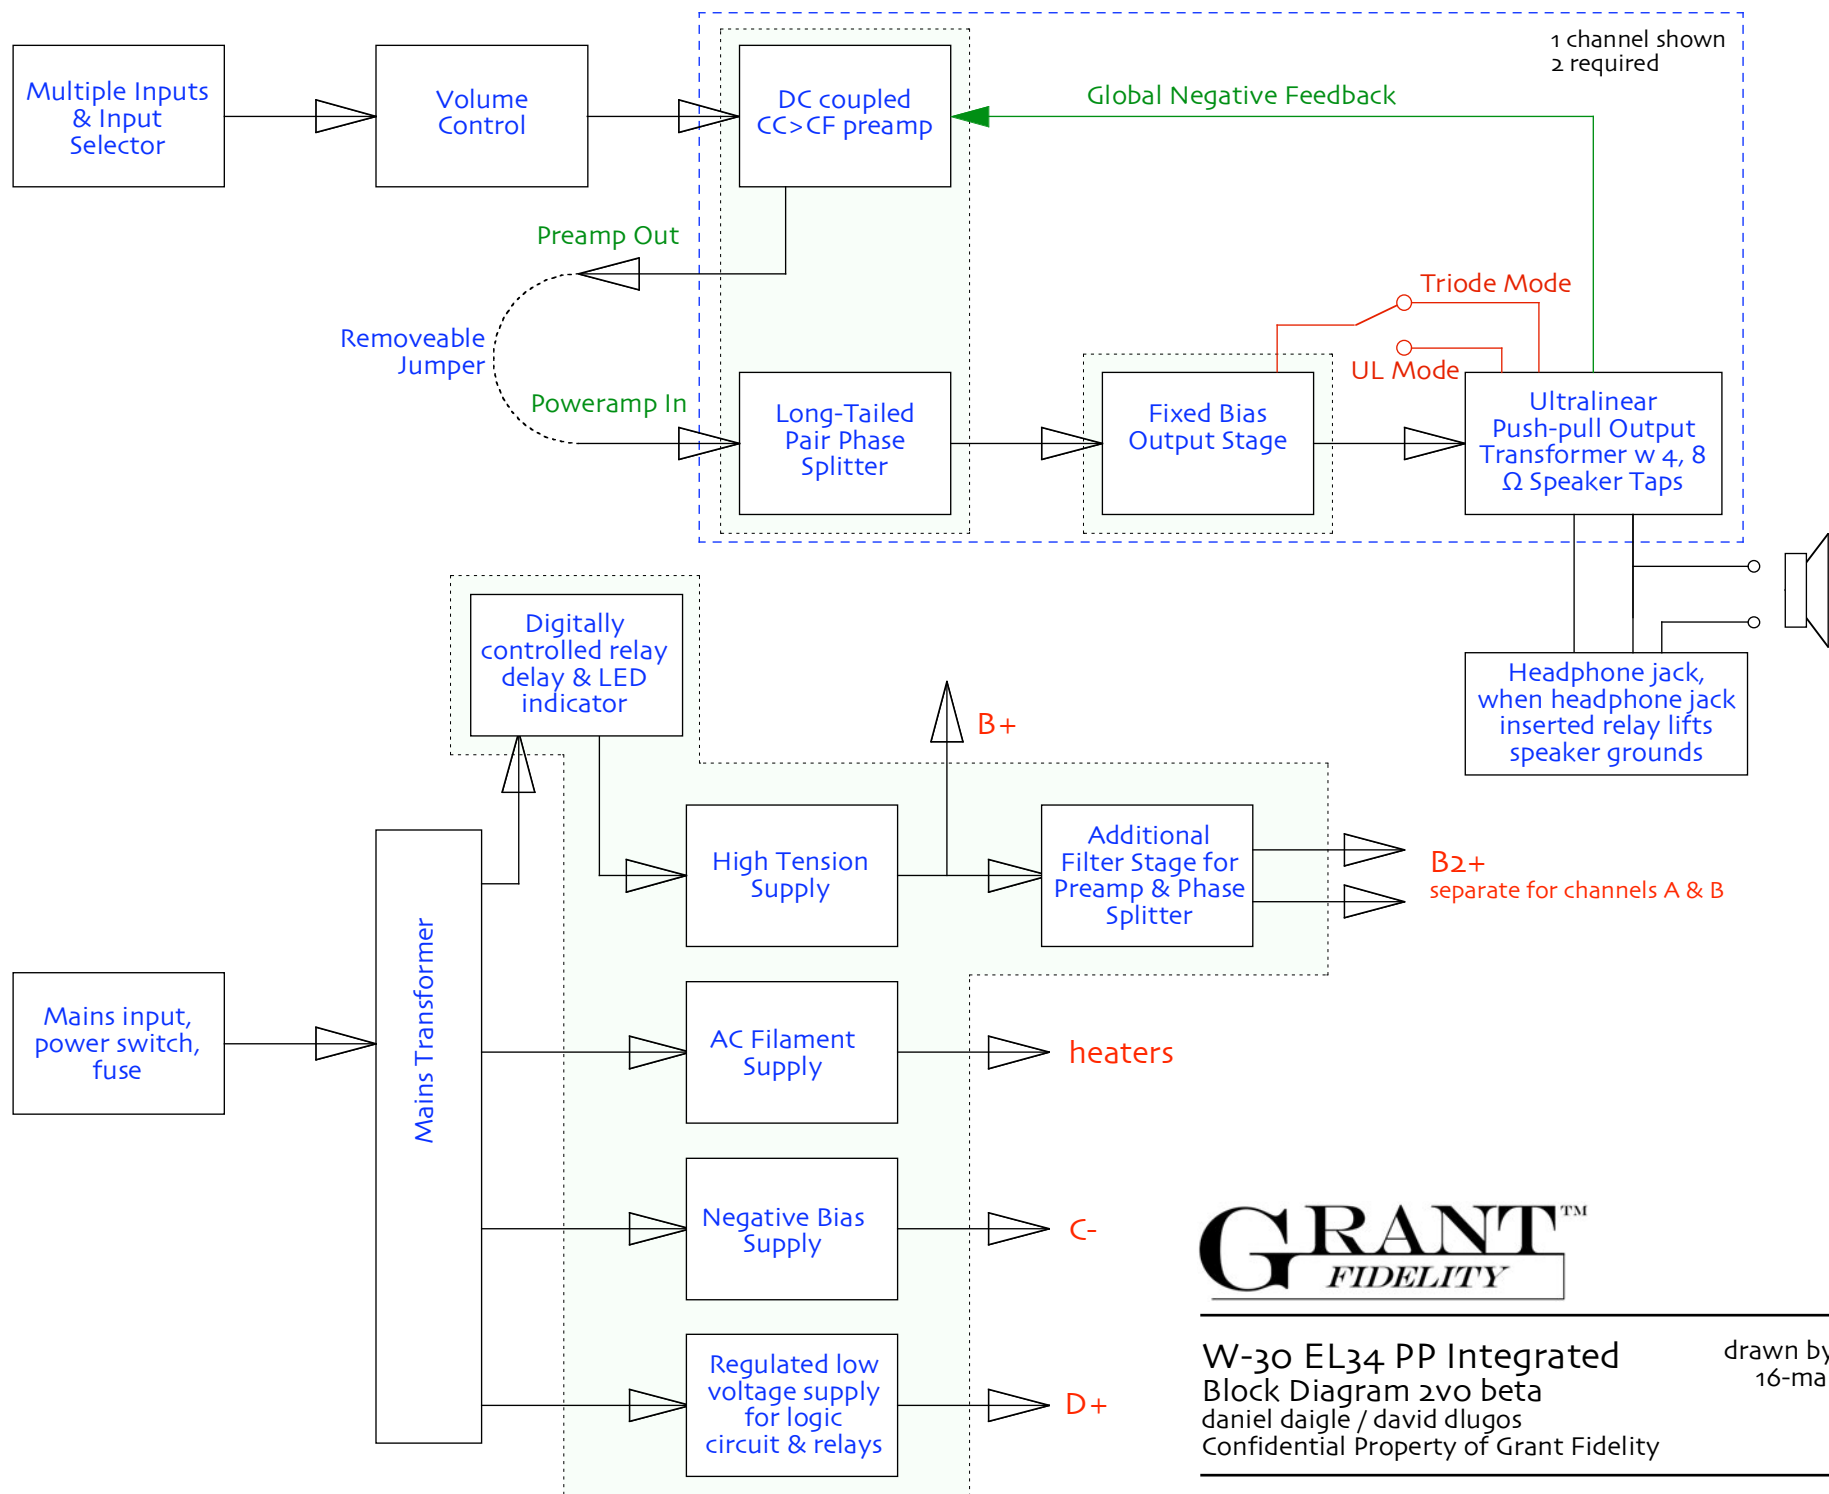 1 channel shown
2 required
Multiple Inputs
& Input
Selector
Volume
Control
DC coupled
CC>CF preamp
Global Negative Feedback
Preamp Out
Removeable
Jumper
Poweramp In
Triode Mode
UL Mode
Long-Tailed
Pair Phase
Splitter
Fixed Bias
Output Stage
Ultralinear
Push-pull Output
Transformer w 4, 8
Ω Speaker Taps
Digitally
controlled relay
delay & LED
indicator
Headphone jack,
when headphone jack
inserted relay lifts
speaker grounds
B+
High Tension
Supply
Additional
Filter Stage for
Preamp & Phase
Splitter
B2+
separate for channels A & B
Mains input,
power switch,
fuse
Mains Transformer
AC Filament
Supply
heaters
Negative Bias
Supply
C-
Regulated low
voltage supply
for logic
circuit & relays
D+
GRANT™
FIDELITY
W-30 EL34 PP Integrated
Block Diagram 2v0 beta
daniel daigle / david dlugos
Confidential Property of Grant Fidelity
drawn by
16-ma